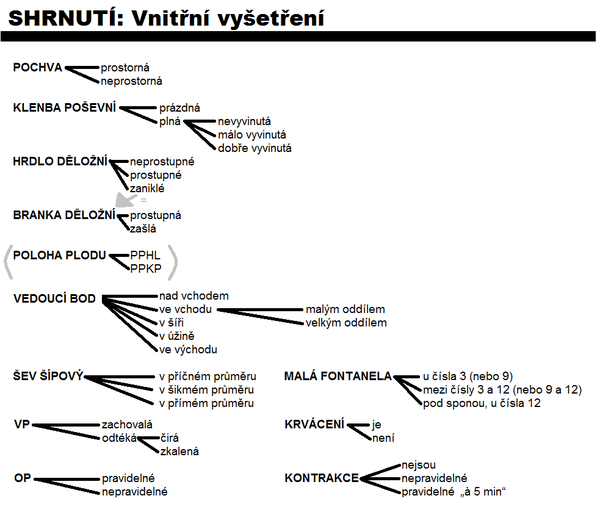 SHRNUTÍ: Vnitřní vyšetření
POCHVA
prostorná
neprostorná
KLENBA POŠEVNÍ
prázdná
plná
nevyvinutá
málo vyvinutá
dobře vyvinutá
HRDLO DĚLOŽNÍ
neprostupné
prostupné
zaniklé
=
BRANKA DĚLOŽNÍ
prostupná
zašlá
( POLOHA PLODU
PPHL )
PPKP
VEDOUCÍ BOD
nad vchodem
ve vchodu
malým oddílem
velkým oddílem
v šíři
v úžině
ve východu
ŠEV ŠÍPOVÝ
v příčném průměru
v šikmém průměru
v přímém průměru
MALÁ FONTANELA
u čísla 3 (nebo 9)
mezi čísly 3 a 12 (nebo 9 a 12)
pod sponou, u čísla 12
VP
zachovalá
odtéká
čirá
zkalená
KRVÁCENÍ
je
není
OP
pravidelné
nepravidelné
KONTRAKCE
nejsou
nepravidelné
pravidelné „à 5 min“